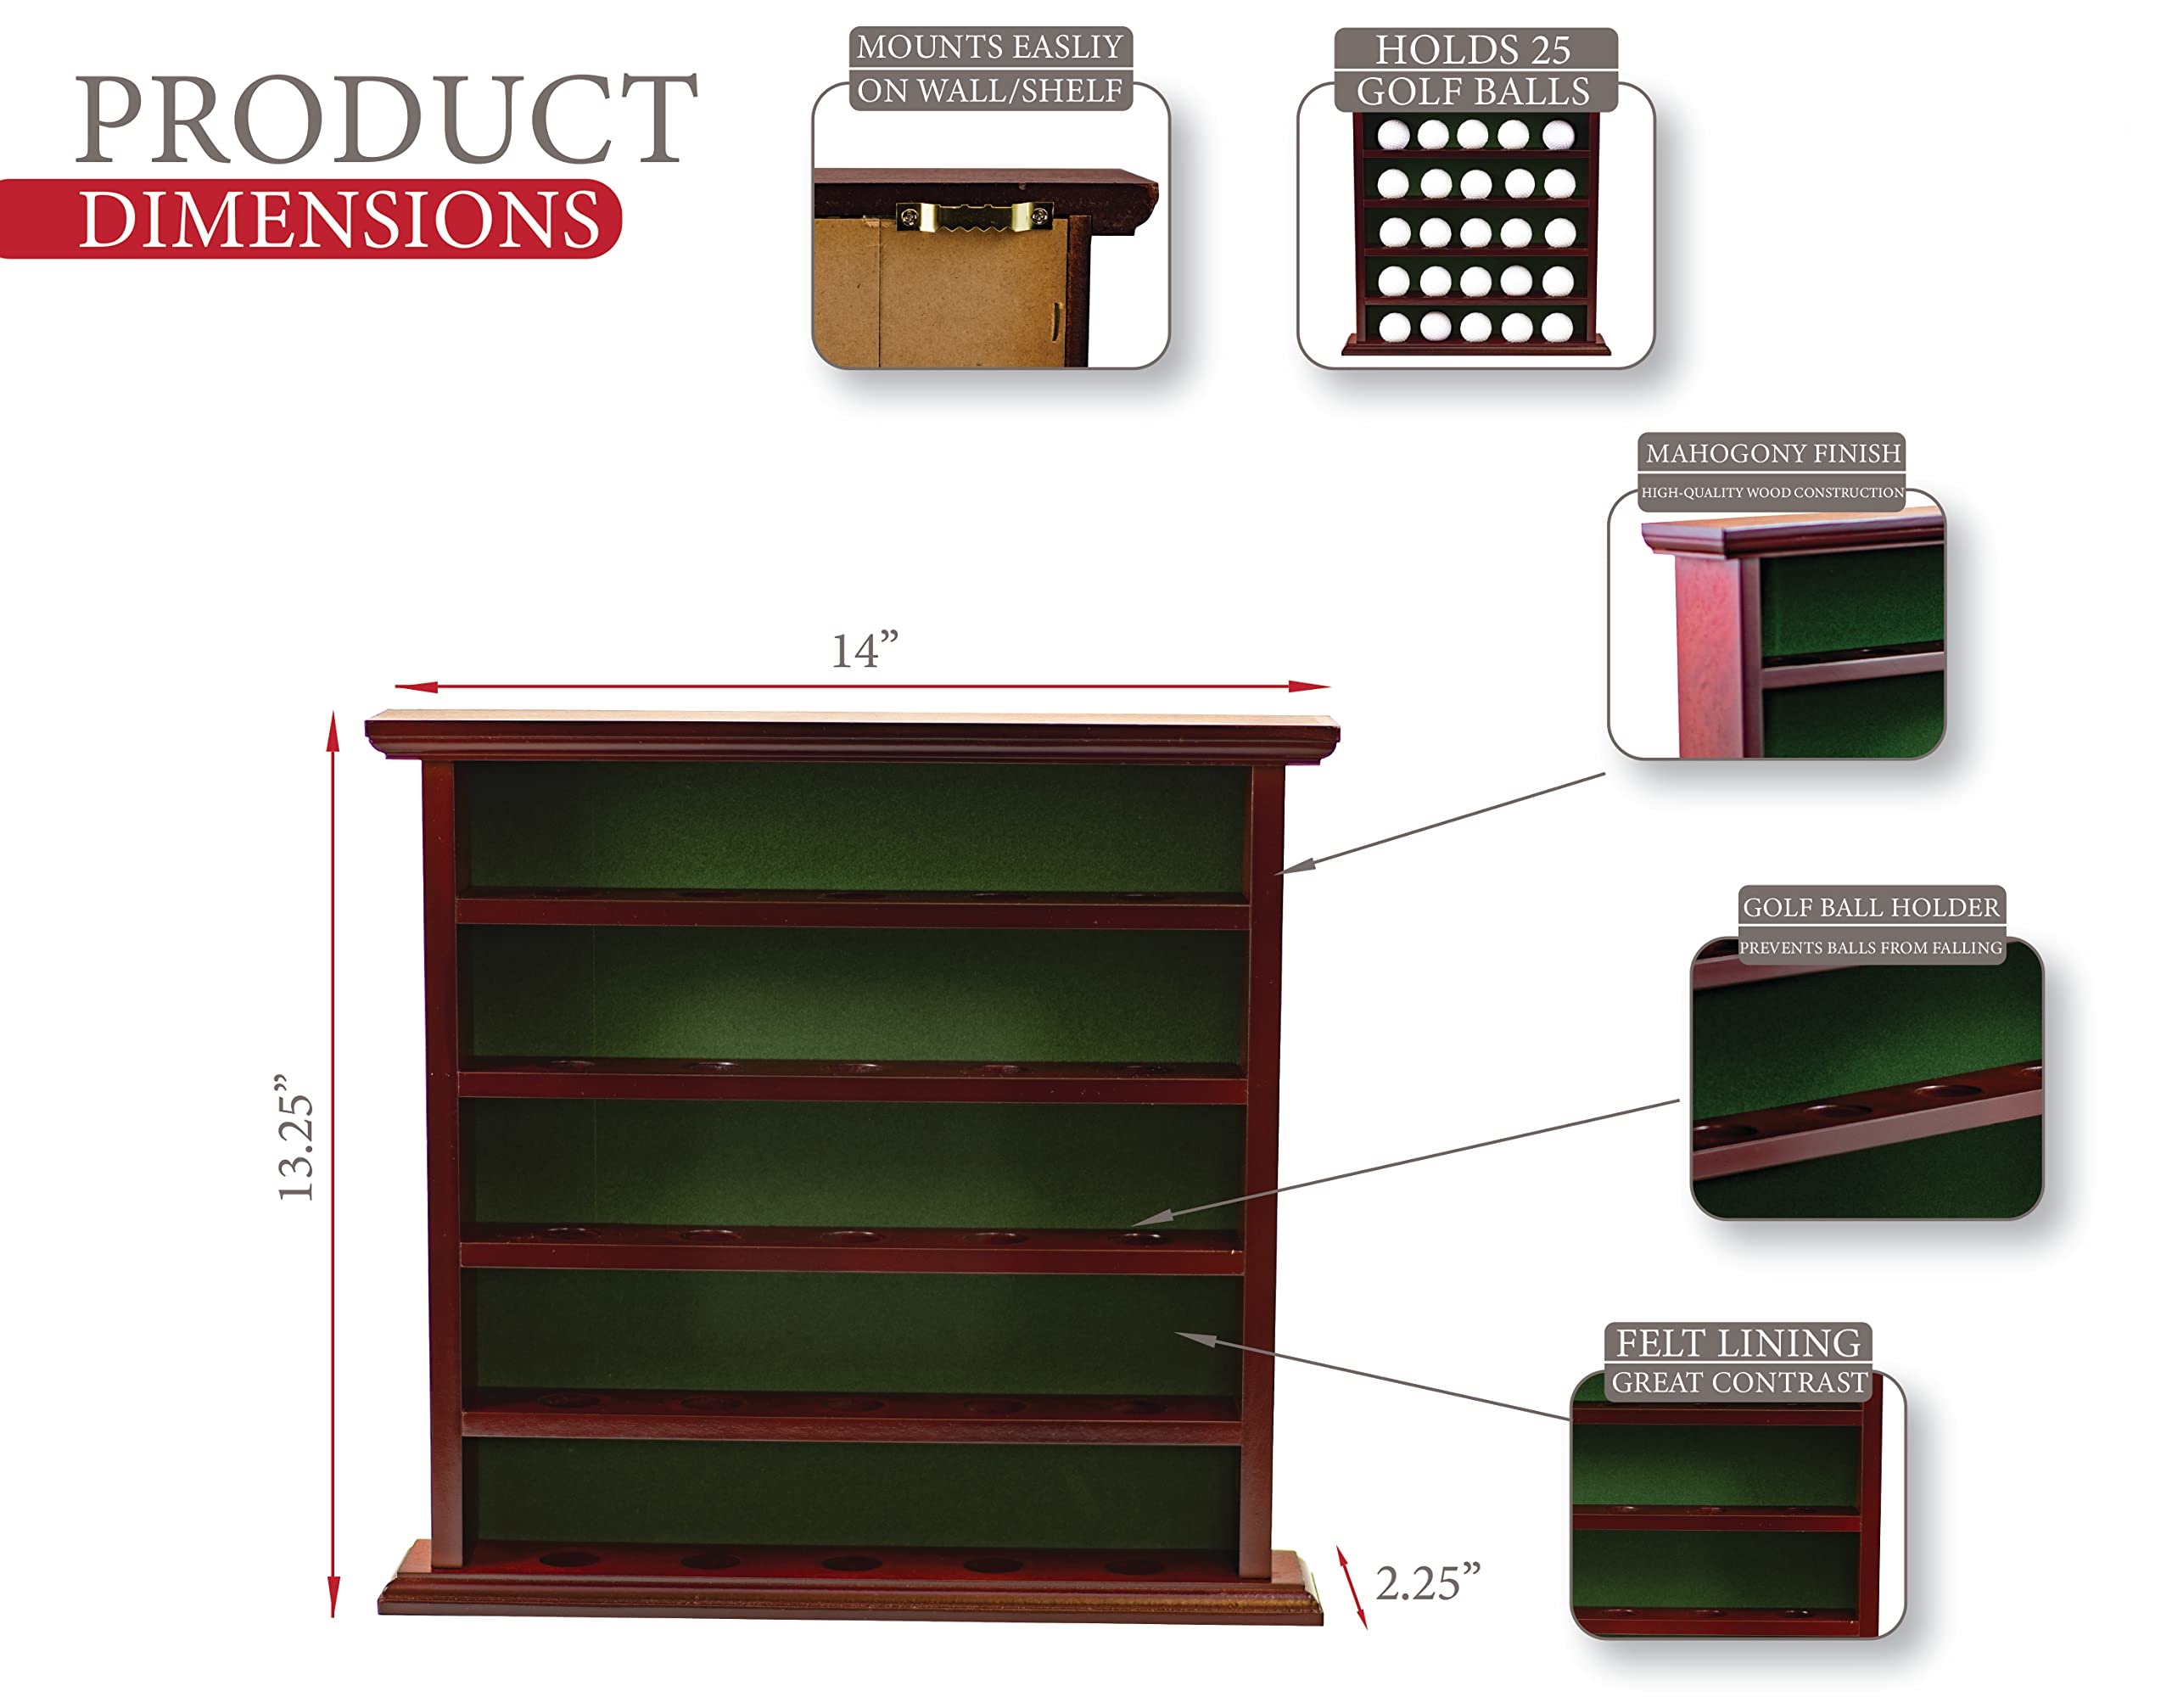 PRODUCT
DIMENSIONS
MOUNTS EASLIY
ON WALL/SHELF
HOLDS 25
GOLF BALLS
MAHOGONY FINISH
HIGH-QUALITY WOOD CONSTRUCTION
14”
13.25”
GOLF BALL HOLDER
PREVENTS BALLS FROM FALLING
FELT LINING
GREAT CONTRAST
2.25”